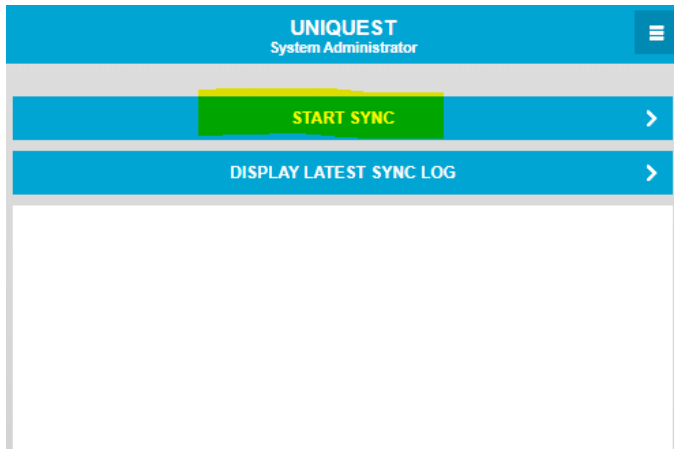 UNIQUEST
System Administrator
START SYNC
DISPLAY LATEST SYNC LOG